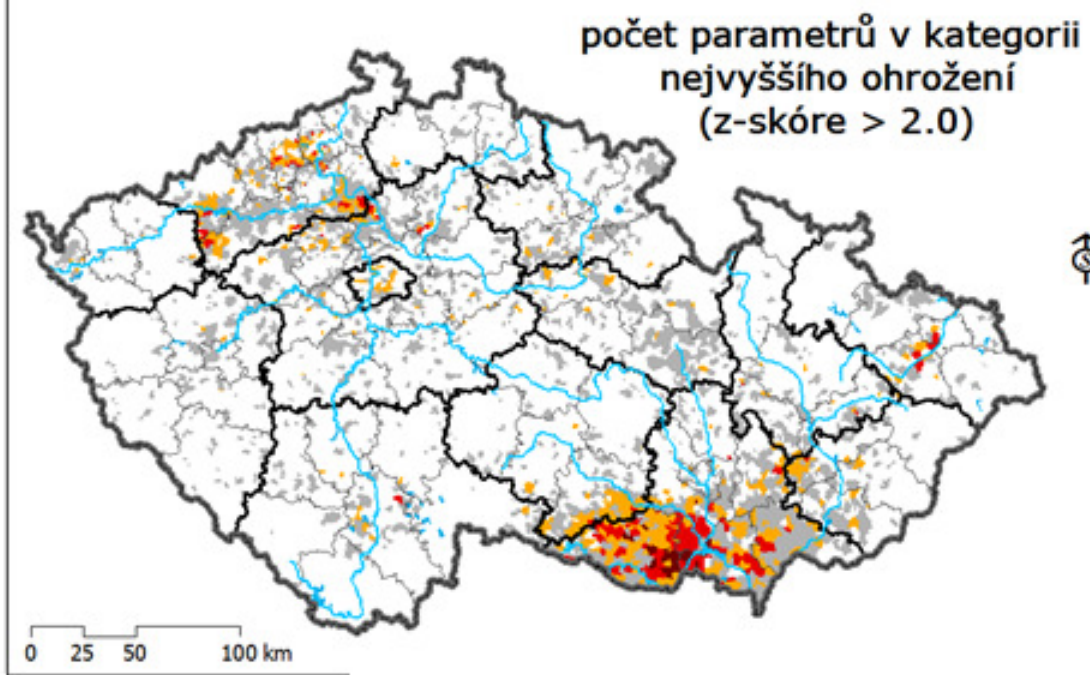 počet parametrů v kategorii
nejvyššího ohrožení
(z-skóre > 2.0)
0 25 50 100 km